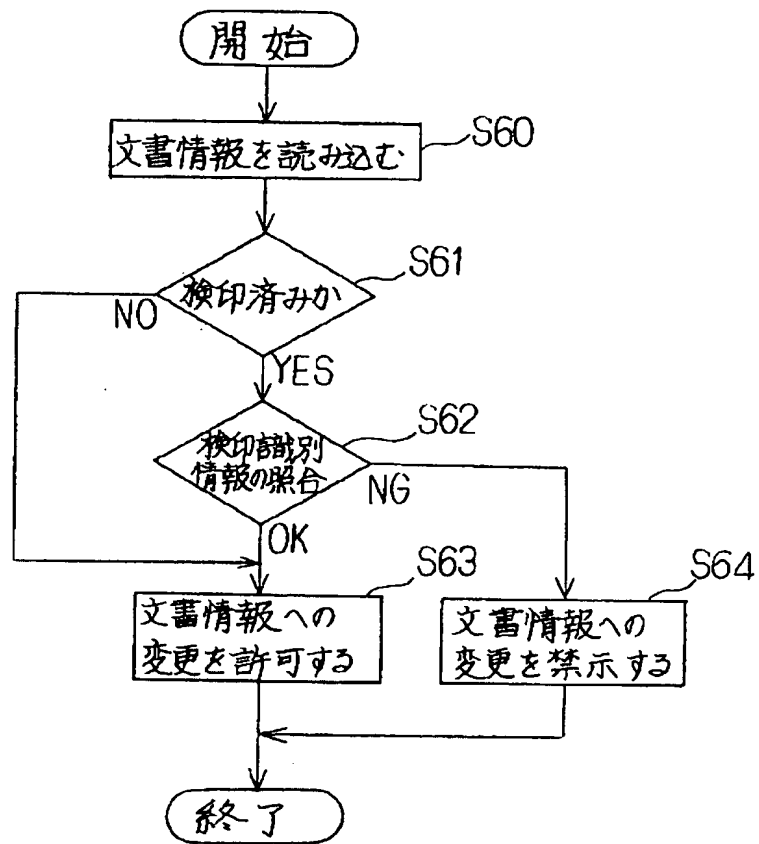 開始
文書情報を読み込む
S60
検印済みか
S61
NO
YES
検印識別
情報の照合
S62
NG
OK
文書情報への
変更を許可する
S63
文書情報への
変更を禁示する
S64
終了